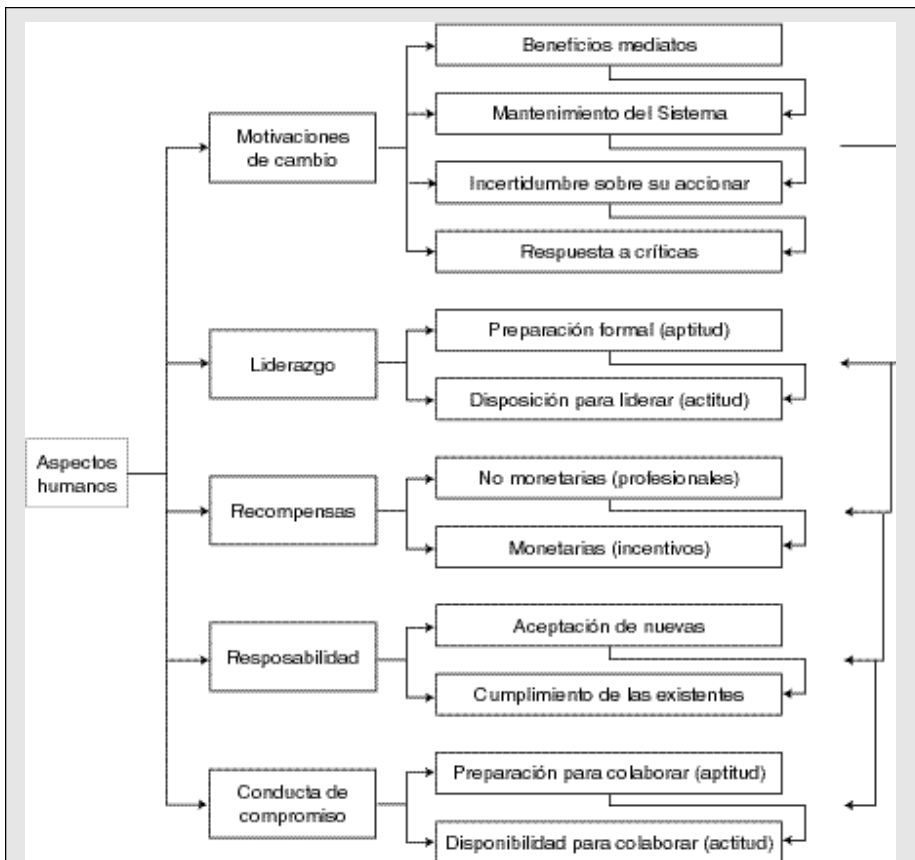 Beneficios mediatos
Mantenimiento del Sistema
Motivaciones
de cambio
Incertidumbre sobre su accionar
Respuesta a críticas
Preparación formal (aptitud)
Liderazgo
Disposición para liderar (actitud)
Aspectos
humanos
No monetarias (profesionales)
Recompensas
Monetarias (incentivos)
Aceptación de nuevas
Resposabilidad
Cumplimiento de las existentes
Preparación para colaborar (aptitud)
Conducta de
compromiso
Disponibilidad para colaborar (actitud)